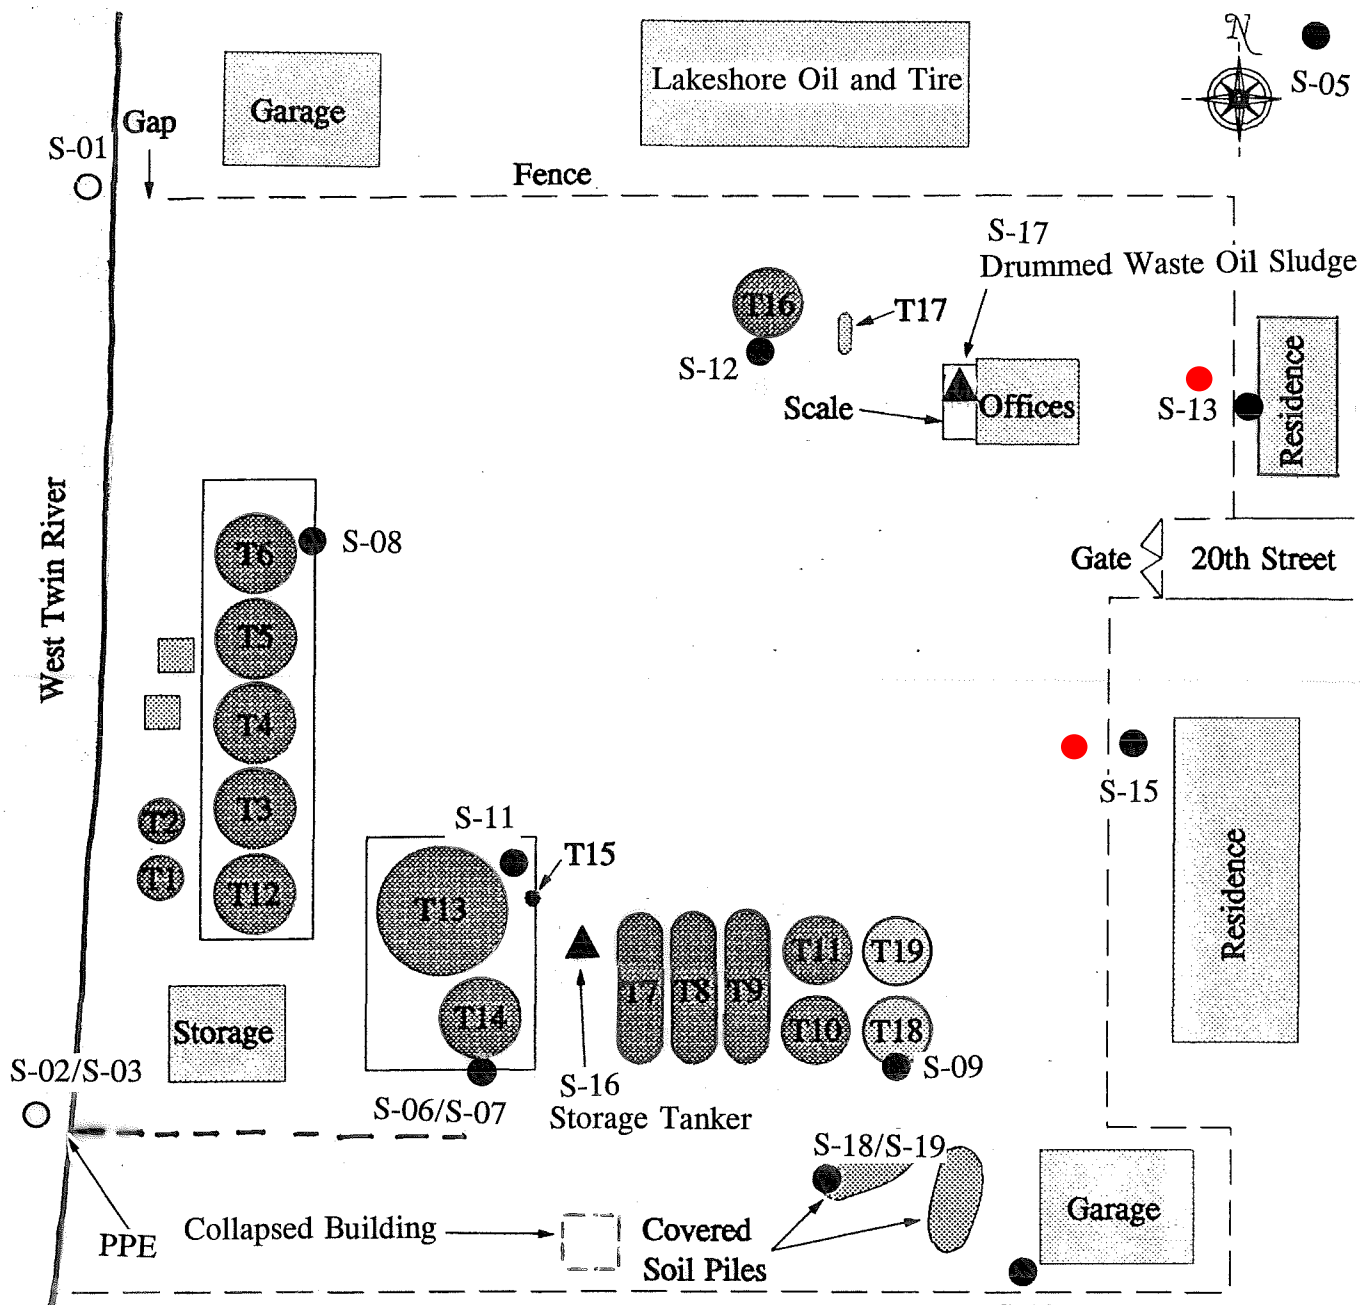 N
S-05
Lakeshore Oil and Tire
Garage
Gap
S-01
Fence
S-17
Drummed Waste Oil Sludge
T16
T17
S-12
Scale
Offices
S-13
Residence
West Twin River
T6
S-08
Gate
20th Street
T5
T4
T3
T2
T1
T12
S-11
T15
T13
S-15
Residence
T14
T7
T8
T9
T11
T19
T10
T18
S-09
Storage
S-02/S-03
S-06/S-07
S-16
Storage Tanker
S-18/S-19
PPE
Collapsed Building
Covered
Soil Piles
Garage